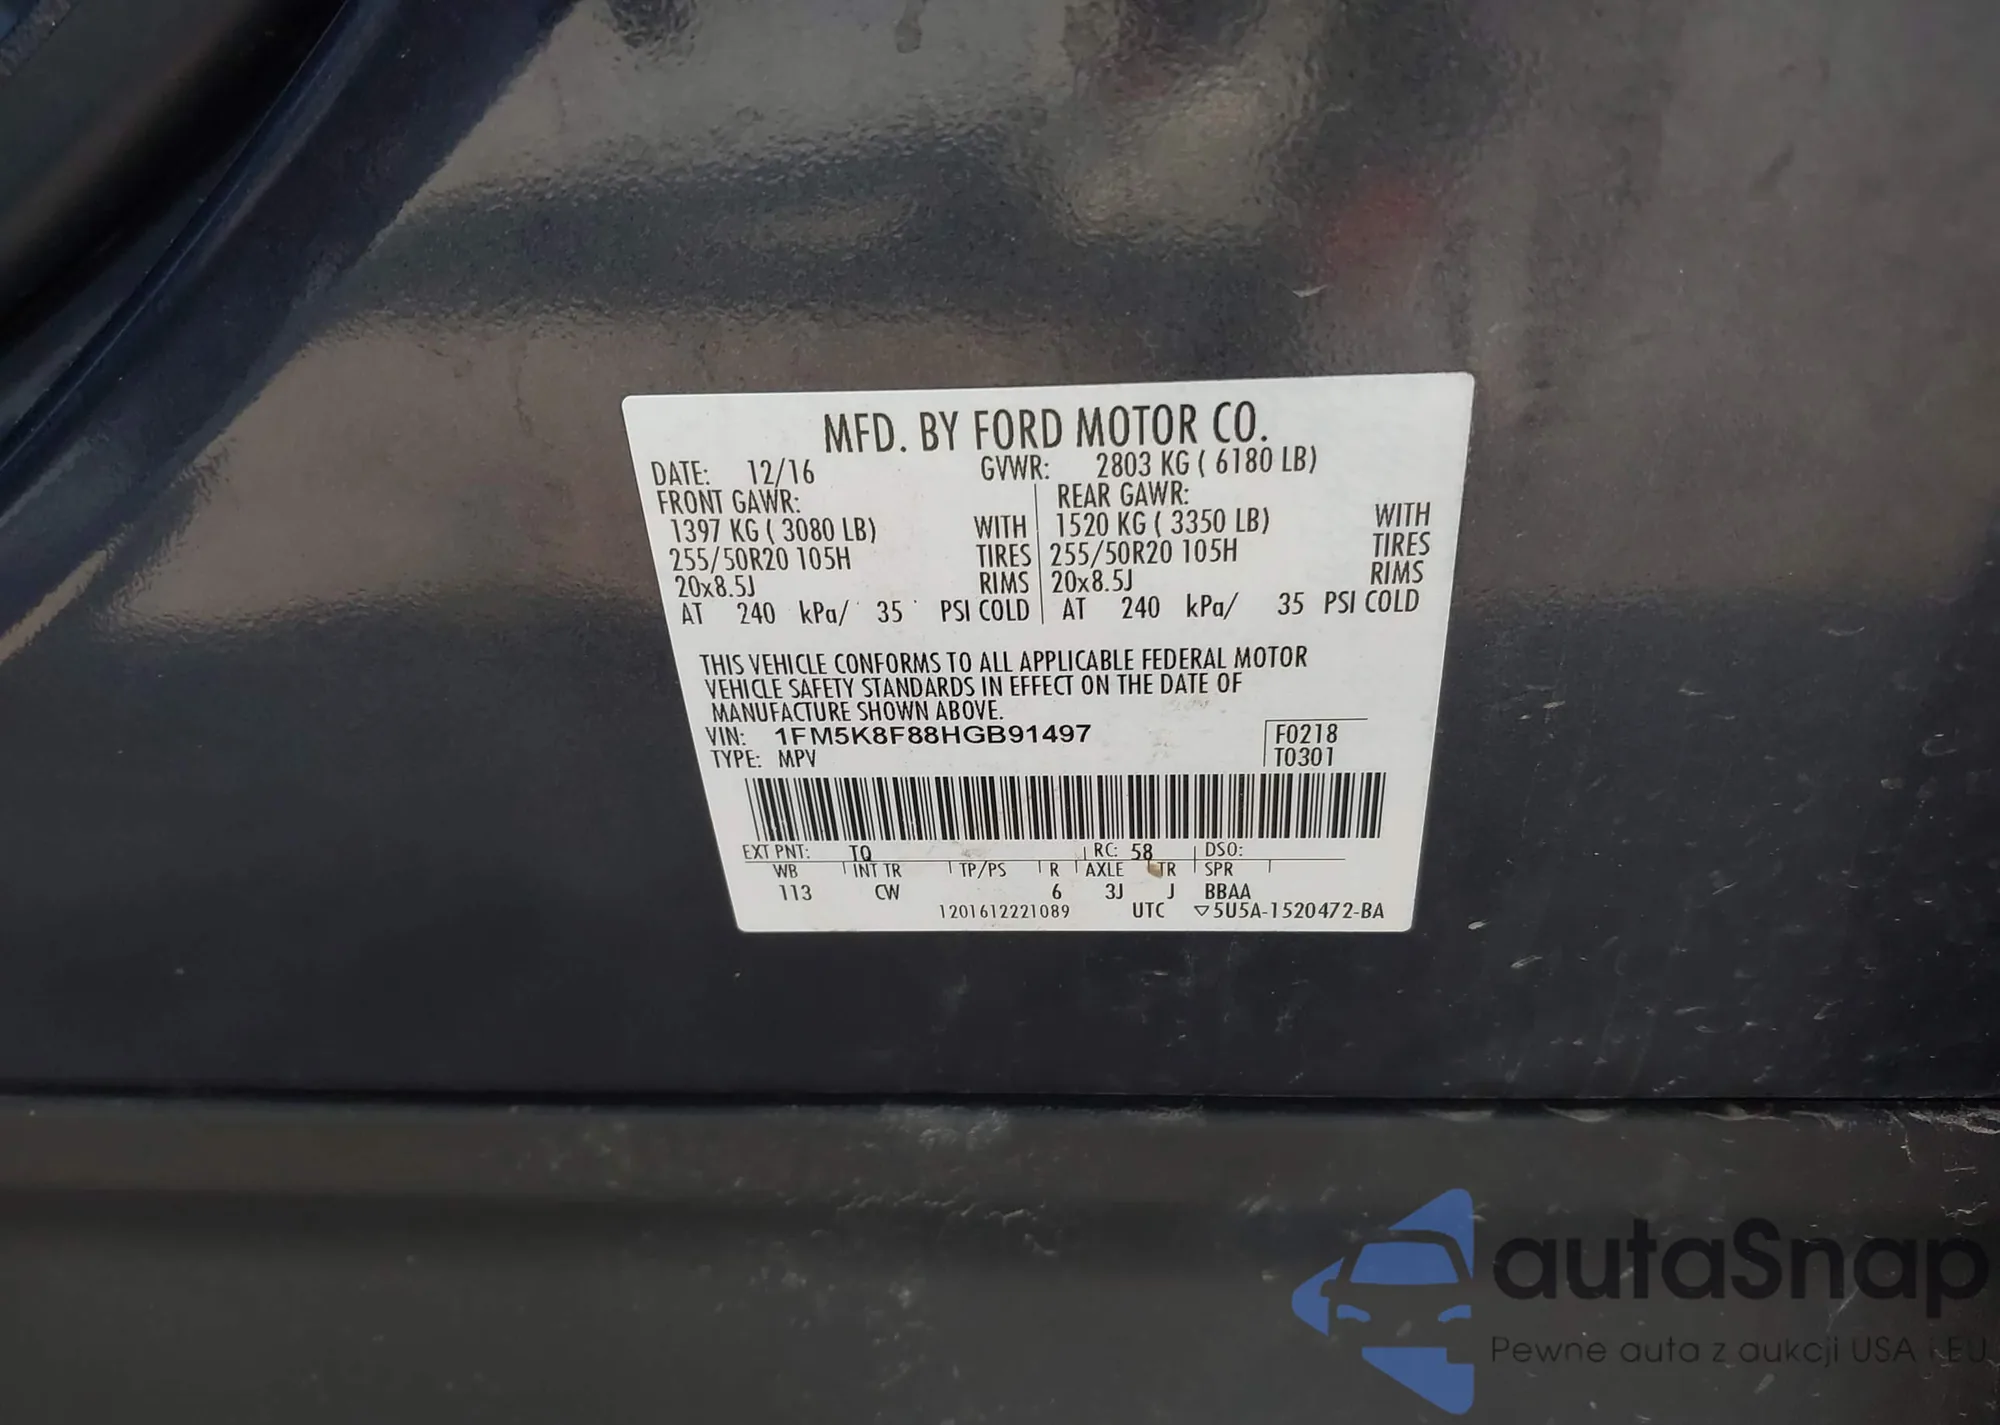 MFD. BY FORD MOTOR CO.
DATE: 12/16 GVWR: 2803 KG ( 6180 LB)
FRONT GAWR: REAR GAWR:
1397 KG ( 3080 LB) WITH 1520 KG ( 3350 LB) WITH
255/50R20 105H TIRES 255/50R20 105H TIRES
20x8.5J RIMS 20x8.5J RIMS
AT 240 kPa/ 35 PSI COLD AT 240 kPa/ 35 PSI COLD
THIS VEHICLE CONFORMS TO ALL APPLICABLE FEDERAL MOTOR
VEHICLE SAFETY STANDARDS IN EFFECT ON THE DATE OF
MANUFACTURE SHOWN ABOVE.
VIN: 1FM5K8F88HGB91497 F0218
TYPE: MPV T0301
EXT PNT: TQ RC: 58 DSO:
WB INT TR TP/PS R AXLE TR SPR
113 CW 6 3J J BBAA
1201612221089 UTC ▽5U5A-1520472-BA
autaSnap
Pewne auta z aukcji USA i EU